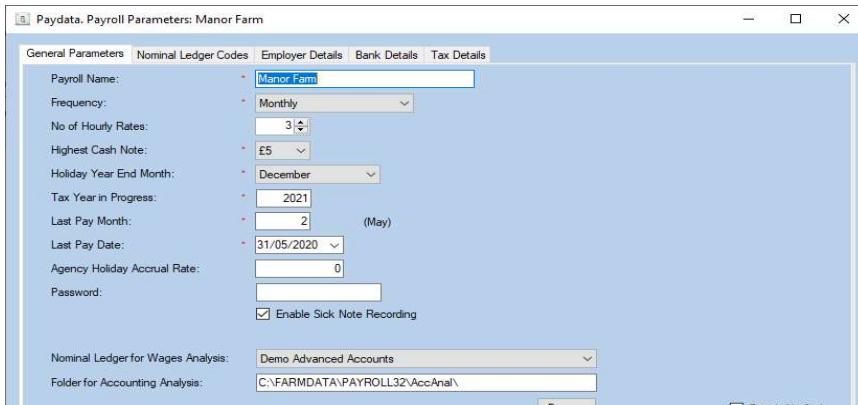 Paydata. Payroll Parameters: Manor Farm
General Parameters Nominal Ledger Codes Employer Details Bank Details Tax Details
Payroll Name: * Manor Farm
Frequency: * Monthly
No of Hourly Rates: 3
Highest Cash Note: * £5
Holiday Year End Month: * December
Tax Year in Progress: * 2021
Last Pay Month: * 2 (May)
Last Pay Date: * 31/05/2020
Agency Holiday Accrual Rate: 0
Password:
Enable Sick Note Recording
Nominal Ledger for Wages Analysis: Demo Advanced Accounts
Folder for Accounting Analysis: C:\FARMDATA\PAYROLL32\AccAnal\